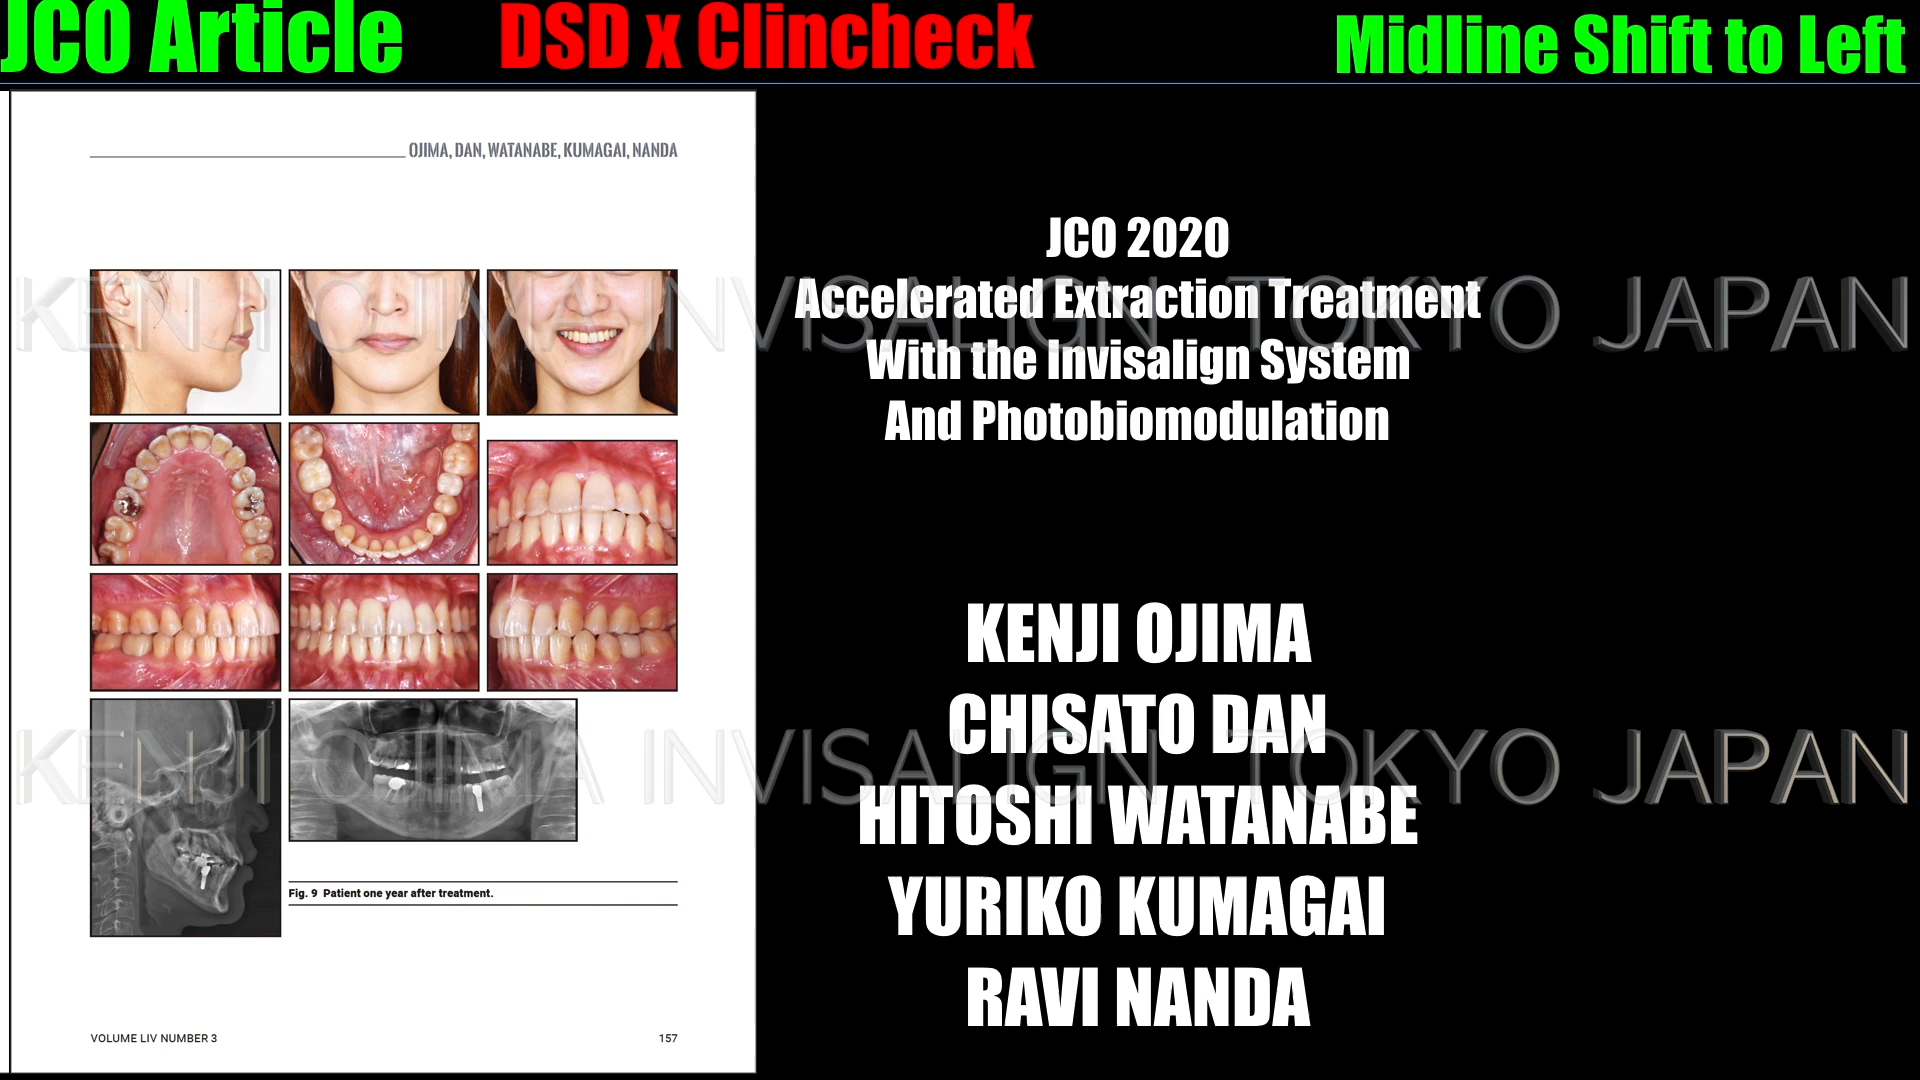 JCO Article
DSD x Clincheck
Midline Shift to Left
OJIMA, DAN, WATANABE, KUMAGAI, NANDA
Fig. 9 Patient one year after treatment.
VOLUME LIV NUMBER 3
157
JCO 2020
Accelerated Extraction Treatment
With the Invisalign System
And Photobiomodulation
KENJI OJIMA
CHISATO DAN
HITOSHI WATANABE
YURIKO KUMAGAI
RAVI NANDA
KENJI OJIMA INVISALIGN TOKYO JAPAN
KENJI OJIMA INVISALIGN TOKYO JAPAN